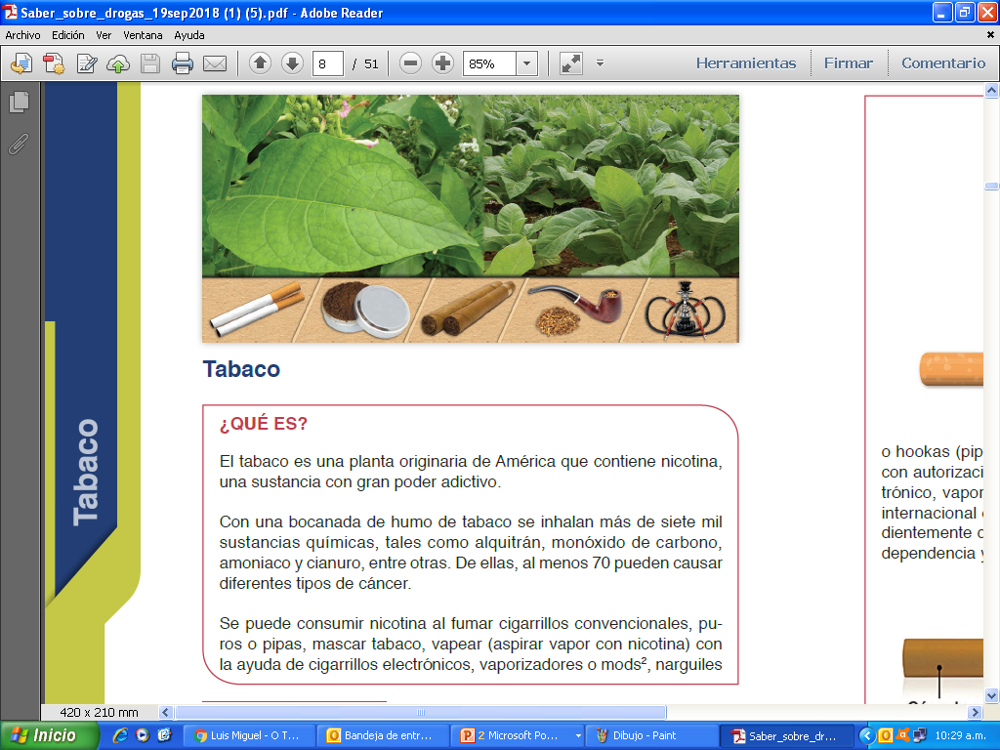 Saber_sobre_drogas_19sep2018 (1) (5).pdf - Adobe Reader
Archivo Edición Ver Ventana Ayuda
8 / 51 85% Herramientas Firmar Comentario
Tabaco
Tabaco
¿QUÉ ES?
El tabaco es una planta originaria de América que contiene nicotina,
una sustancia con gran poder adictivo.
Con una bocanada de humo de tabaco se inhalan más de siete mil
sustancias químicas, tales como alquitrán, monóxido de carbono,
amoniaco y cianuro, entre otras. De ellas, al menos 70 pueden causar
diferentes tipos de cáncer.
Se puede consumir nicotina al fumar cigarrillos convencionales, pu-
ros o pipas, mascar tabaco, vapear (aspirar vapor con nicotina) con
la ayuda de cigarrillos electrónicos, vaporizadores o mods², narguiles
o hookas (pip
con autorizaci
trónico, vapor
internacional
dientemente
dependencia y
420 x 210 mm
Inicio Luis Miguel - O T... Bandeja de entr... 2 Microsoft Po... Dibujo - Paint Saber_sobre_dr... 10:29 a.m.